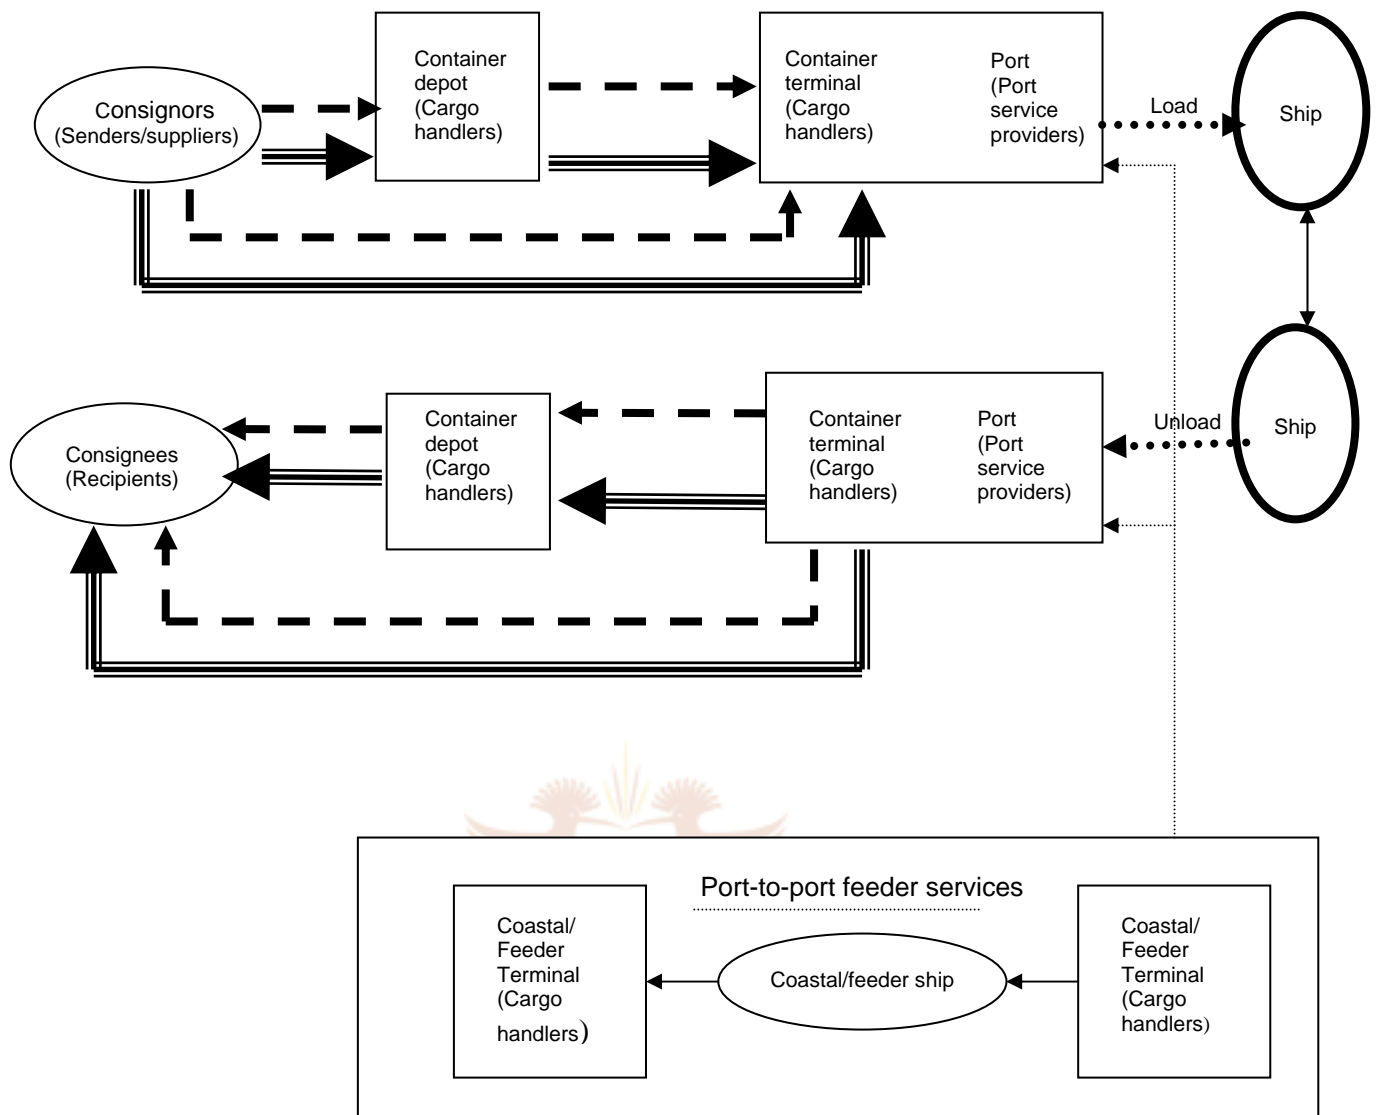 Consignors
(Senders/suppliers)
Container
depot
(Cargo
handlers)
Container
terminal
(Cargo
handlers)
Port
(Port
service
providers)
Load
Ship
Consignees
(Recipients)
Container
depot
(Cargo
handlers)
Container
terminal
(Cargo
handlers)
Port
(Port
service
providers)
Unload
Ship
Port-to-port feeder services
Coastal/
Feeder
Terminal
(Cargo
handlers)
Coastal/feeder ship
Coastal/
Feeder
Terminal
(Cargo
handlers)